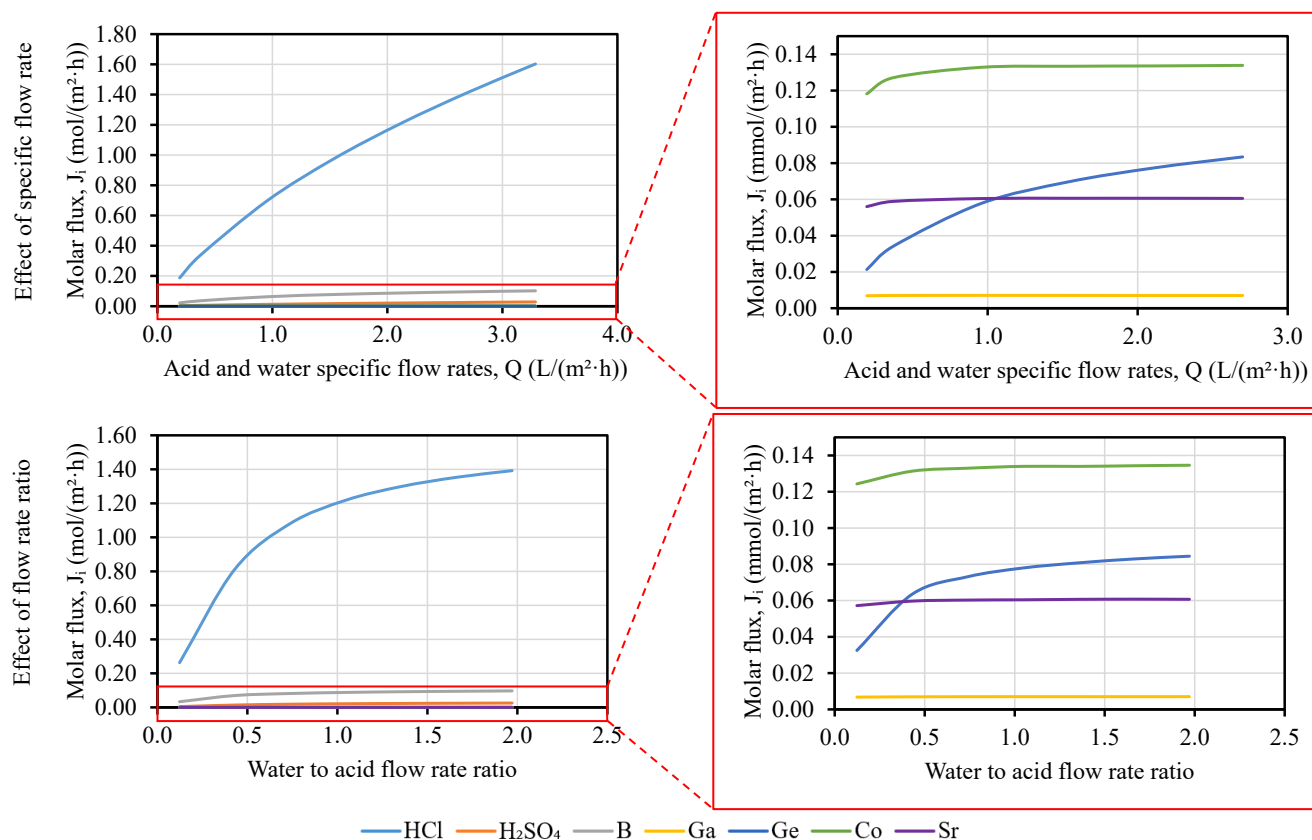 Effect of specific flow rate
Molar flux, Jᵢ (mol/(m²·h))
1.80
1.60
1.40
1.20
1.00
0.80
0.60
0.40
0.20
0.00
0.0 1.0 2.0 3.0 4.0
Acid and water specific flow rates, Q (L/(m²·h))
Molar flux, Jᵢ (mmol/(m²·h))
0.14
0.12
0.10
0.08
0.06
0.04
0.02
0.00
0.0 1.0 2.0 3.0
Acid and water specific flow rates, Q (L/(m²·h))
Effect of flow rate ratio
Molar flux, Jᵢ (mol/(m²·h))
1.60
1.40
1.20
1.00
0.80
0.60
0.40
0.20
0.00
0.0 0.5 1.0 1.5 2.0 2.5
Water to acid flow rate ratio
Molar flux, Jᵢ (mmol/(m²·h))
0.14
0.12
0.10
0.08
0.06
0.04
0.02
0.00
0.0 0.5 1.0 1.5 2.0 2.5
Water to acid flow rate ratio
HCl H₂SO₄ B Ga Ge Co Sr